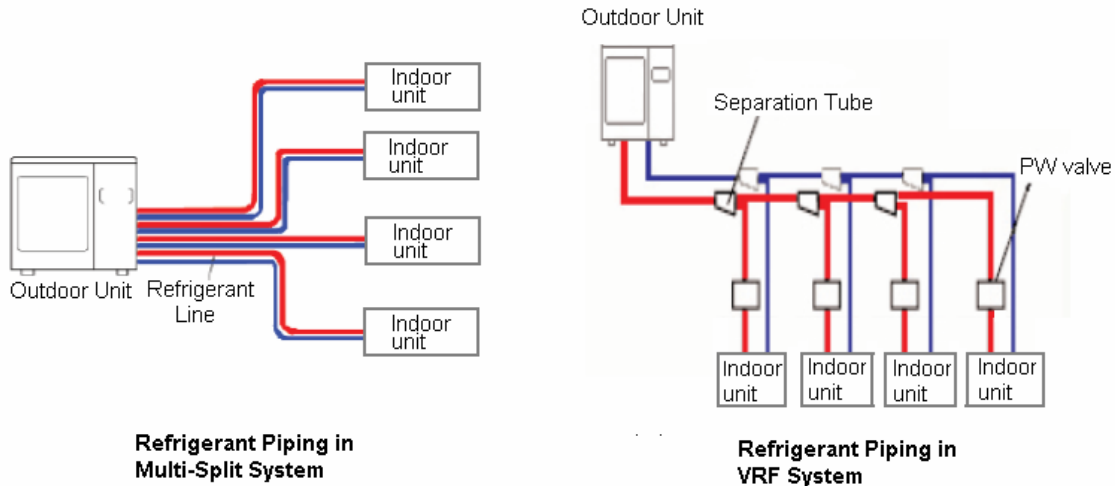 Outdoor Unit
Indoor
unit
Separation Tube
Indoor
unit
PW valve
Indoor
unit
Outdoor Unit
Refrigerant
Line
Indoor
unit
Indoor
unit
Indoor
unit
Indoor
unit
Indoor
unit
Refrigerant Piping in
Multi-Split System
Refrigerant Piping in
VRF System